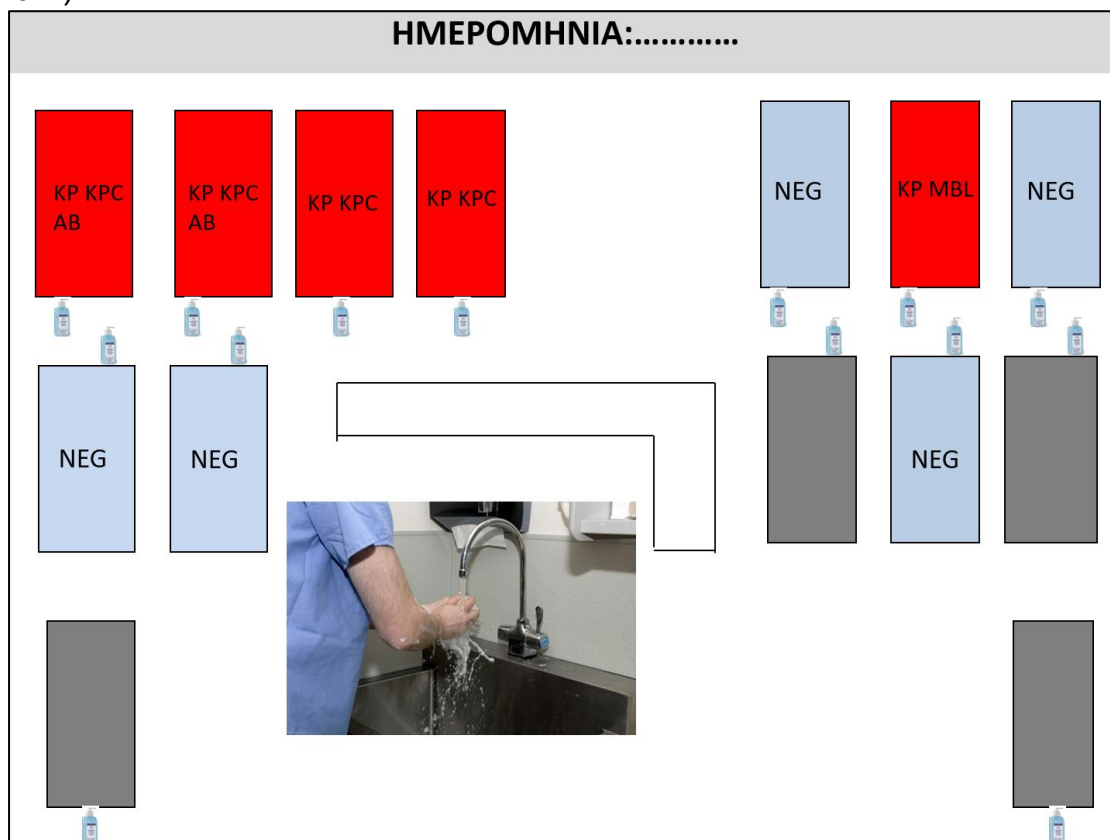 ΗΜΕΡΟΜΗΝΙΑ:............
KP KPC
AB
KP KPC
AB
KP KPC
KP KPC
NEG
KP MBL
NEG
NEG
NEG
NEG